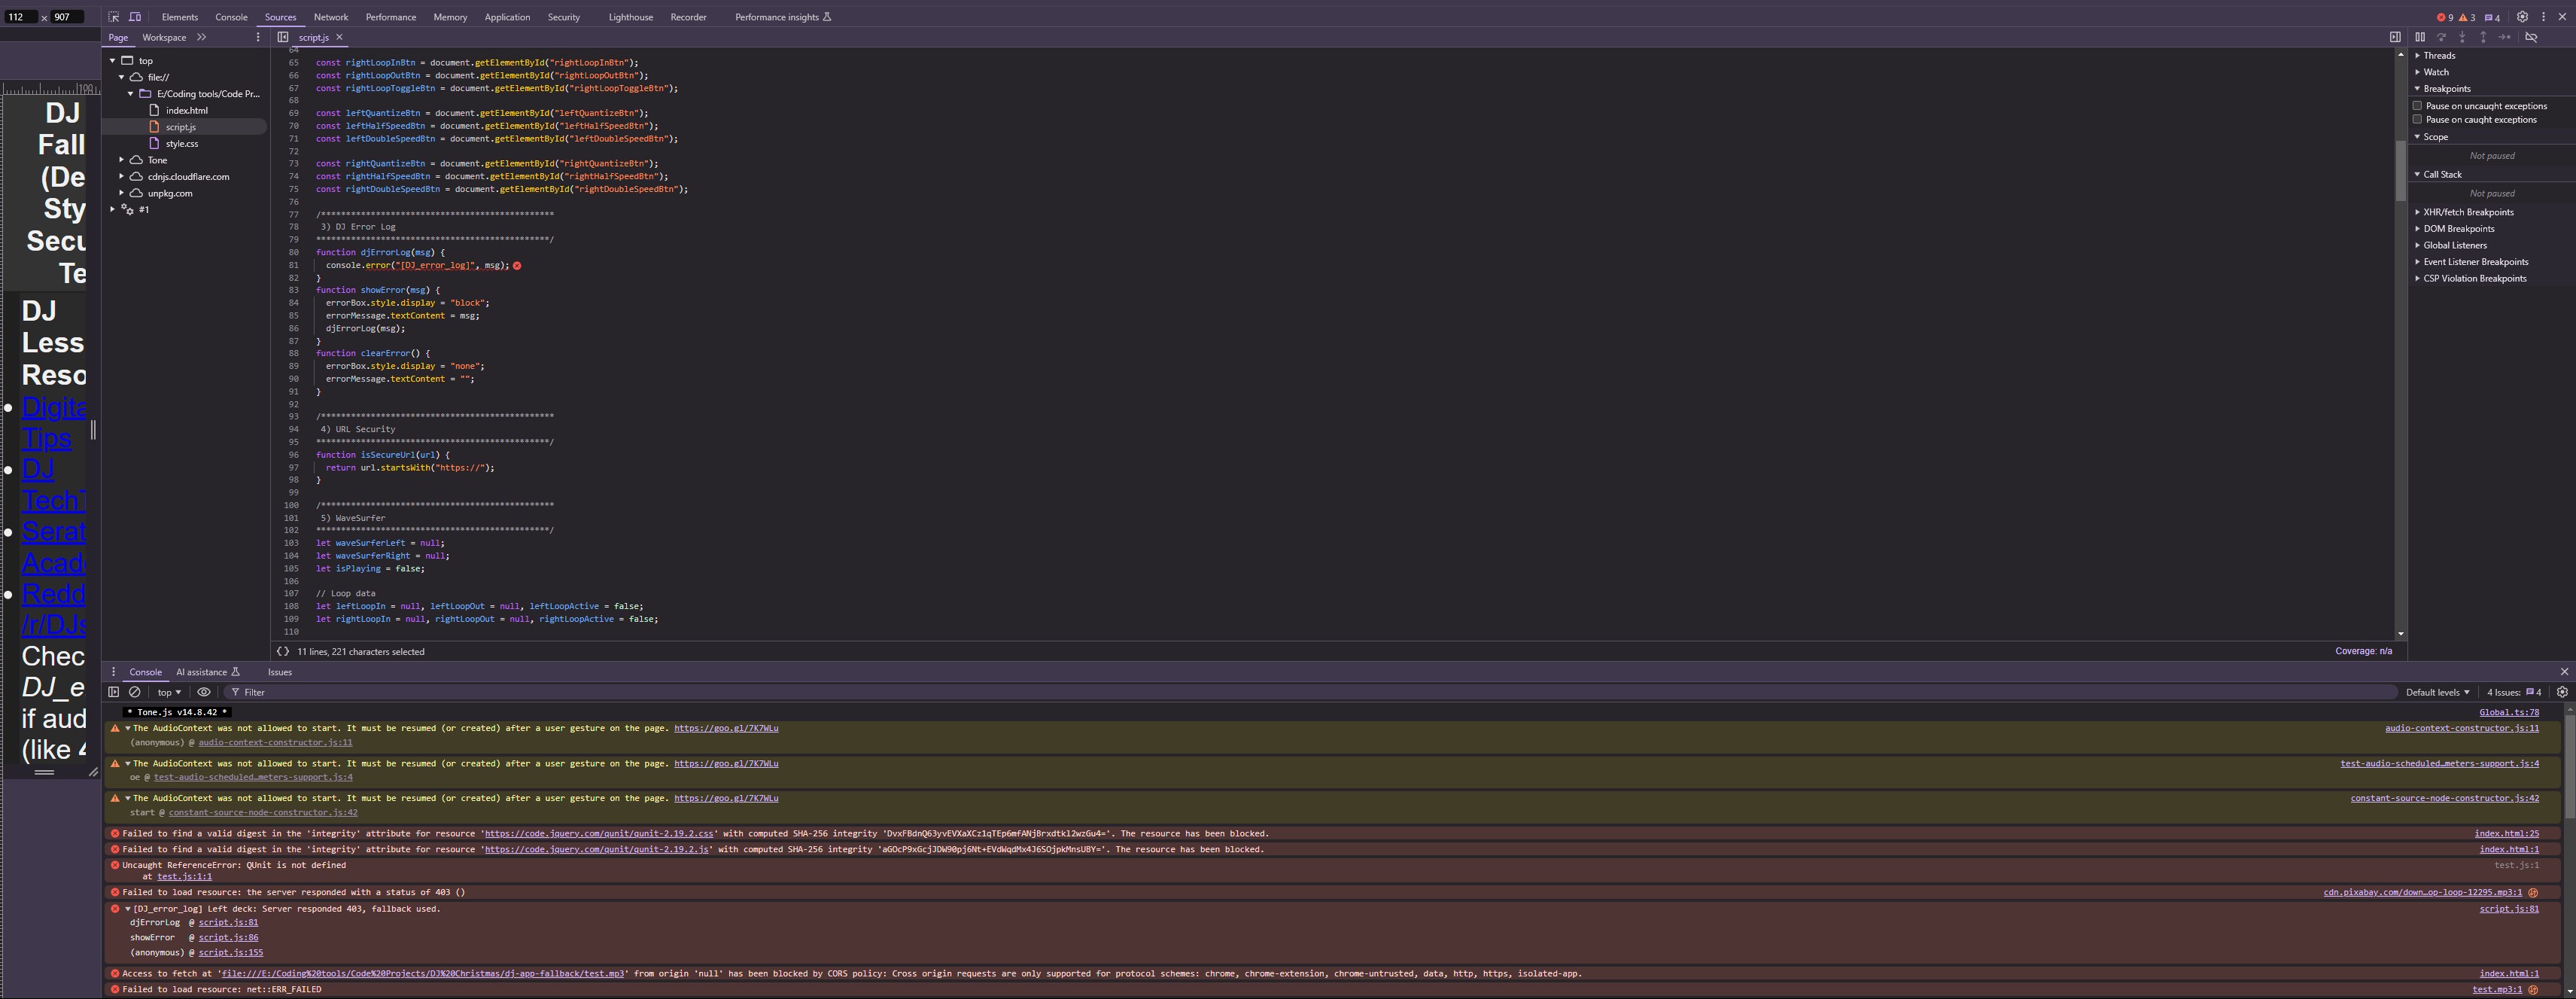 112 × 907
Elements Console Sources Network Performance Memory Application Security Lighthouse Recorder Performance insights
9 3 4
Page Workspace
script.js
top
file://
E:/Coding tools/Code Pr...
index.html
script.js
style.css
Tone
cdnjs.cloudflare.com
unpkg.com
#1
100
DJ
Fall
(De
Sty
Secu
Te
DJ
Less
Reso
Digita
Tips
DJ
TechT
Serat
Acad
Redd
/r/DJs
Chec
DJ_e
if aud
(like 4
64
65 const rightLoopInBtn = document.getElementById("rightLoopInBtn");
66 const rightLoopOutBtn = document.getElementById("rightLoopOutBtn");
67 const rightLoopToggleBtn = document.getElementById("rightLoopToggleBtn");
68
69 const leftQuantizeBtn = document.getElementById("leftQuantizeBtn");
70 const leftHalfSpeedBtn = document.getElementById("leftHalfSpeedBtn");
71 const leftDoubleSpeedBtn = document.getElementById("leftDoubleSpeedBtn");
72
73 const rightQuantizeBtn = document.getElementById("rightQuantizeBtn");
74 const rightHalfSpeedBtn = document.getElementById("rightHalfSpeedBtn");
75 const rightDoubleSpeedBtn = document.getElementById("rightDoubleSpeedBtn");
76
77 /***********************************************
78 3) DJ Error Log
79 ***********************************************/
80 function djErrorLog(msg) {
81 console.error("[DJ_error_log]", msg);
82 }
83 function showError(msg) {
84 errorBox.style.display = "block";
85 errorMessage.textContent = msg;
86 djErrorLog(msg);
87 }
88 function clearError() {
89 errorBox.style.display = "none";
90 errorMessage.textContent = "";
91 }
92
93 /***********************************************
94 4) URL Security
95 ***********************************************/
96 function isSecureUrl(url) {
97 return url.startsWith("https://");
98 }
99
100 /***********************************************
101 5) WaveSurfer
102 ***********************************************/
103 let waveSurferLeft = null;
104 let waveSurferRight = null;
105 let isPlaying = false;
106
107 // Loop data
108 let leftLoopIn = null, leftLoopOut = null, leftLoopActive = false;
109 let rightLoopIn = null, rightLoopOut = null, rightLoopActive = false;
110
{} 11 lines, 221 characters selected
Coverage: n/a
Threads
Watch
Breakpoints
Pause on uncaught exceptions
Pause on caught exceptions
Scope
Not paused
Call Stack
Not paused
XHR/fetch Breakpoints
DOM Breakpoints
Global Listeners
Event Listener Breakpoints
CSP Violation Breakpoints
Console AI assistance Issues
top Filter Default levels 4 Issues: 4
* Tone.js v14.8.42 * Global.ts:78
The AudioContext was not allowed to start. It must be resumed (or created) after a user gesture on the page. https://goo.gl/7K7WLu audio-context-constructor.js:11
(anonymous) @ audio-context-constructor.js:11
The AudioContext was not allowed to start. It must be resumed (or created) after a user gesture on the page. https://goo.gl/7K7WLu test-audio-scheduled…meters-support.js:4
oe @ test-audio-scheduled…meters-support.js:4
The AudioContext was not allowed to start. It must be resumed (or created) after a user gesture on the page. https://goo.gl/7K7WLu constant-source-node-constructor.js:42
start @ constant-source-node-constructor.js:42
Failed to find a valid digest in the 'integrity' attribute for resource 'https://code.jquery.com/qunit/qunit-2.19.2.css' with computed SHA-256 integrity 'DvxFBdnQ63yvEVXaXCz1qTEp6mfANjBrxdtkl2wzGu4='. The resource has been blocked. index.html:25
Failed to find a valid digest in the 'integrity' attribute for resource 'https://code.jquery.com/qunit/qunit-2.19.2.js' with computed SHA-256 integrity 'aGOcP9xGcjJDW90pj6Nt+EVdWqdMx4J6SOjpkMnsUBY='. The resource has been blocked. index.html:1
Uncaught ReferenceError: QUnit is not defined test.js:1
at test.js:1:1
Failed to load resource: the server responded with a status of 403 () cdn.pixabay.com/down…op-loop-12295.mp3:1
[DJ_error_log] Left deck: Server responded 403, fallback used. script.js:81
djErrorLog @ script.js:81
showError @ script.js:86
(anonymous) @ script.js:155
Access to fetch at 'file:///E:/Coding%20tools/Code%20Projects/DJ%20Christmas/dj-app-fallback/test.mp3' from origin 'null' has been blocked by CORS policy: Cross origin requests are only supported for protocol schemes: chrome, chrome-extension, chrome-untrusted, data, http, https, isolated-app. index.html:1
Failed to load resource: net::ERR_FAILED test.mp3:1